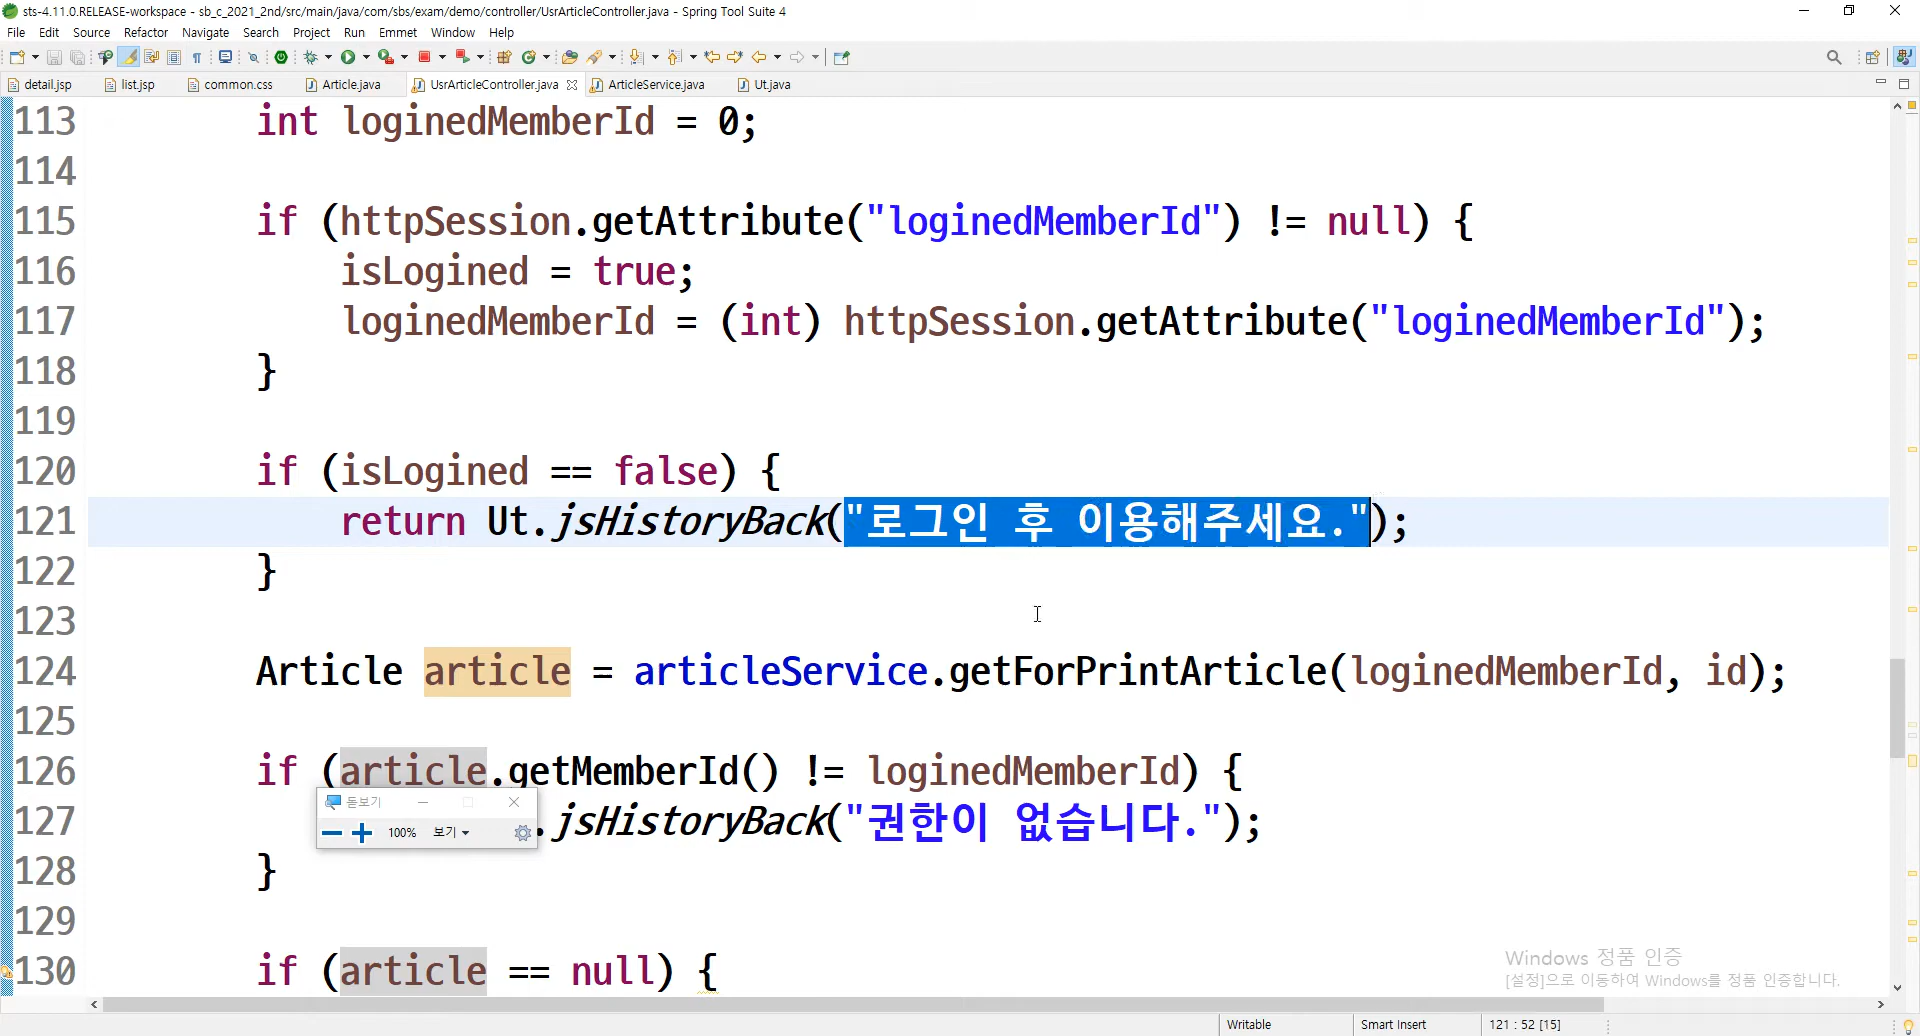 sts-4.11.0.RELEASE-workspace - sb_c_2021_2nd/src/main/java/com/sbs/exam/demo/controller/UsrArticleController.java - Spring Tool Suite 4
File Edit Source Refactor Navigate Search Project Run Emmet Window Help
detail.jsp list.jsp common.css Article.java UsrArticleController.java ArticleService.java Ut.java
113 int loginedMemberId = 0;
114
115 if (httpSession.getAttribute("loginedMemberId") != null) {
116 isLogined = true;
117 loginedMemberId = (int) httpSession.getAttribute("loginedMemberId");
118 }
119
120 if (isLogined == false) {
121 return Ut.jsHistoryBack("로그인 후 이용해주세요.");
122 }
123
124 Article article = articleService.getForPrintArticle(loginedMemberId, id);
125
126 if (article.getMemberId() != loginedMemberId) {
돋보기
127 .jsHistoryBack("권한이 없습니다.");
100% 보기
128 }
129
130 if (article == null) {
Windows 정품 인증
[설정]으로 이동하여 Windows를 정품 인증합니다.
Writable Smart Insert 121 : 52 [15]